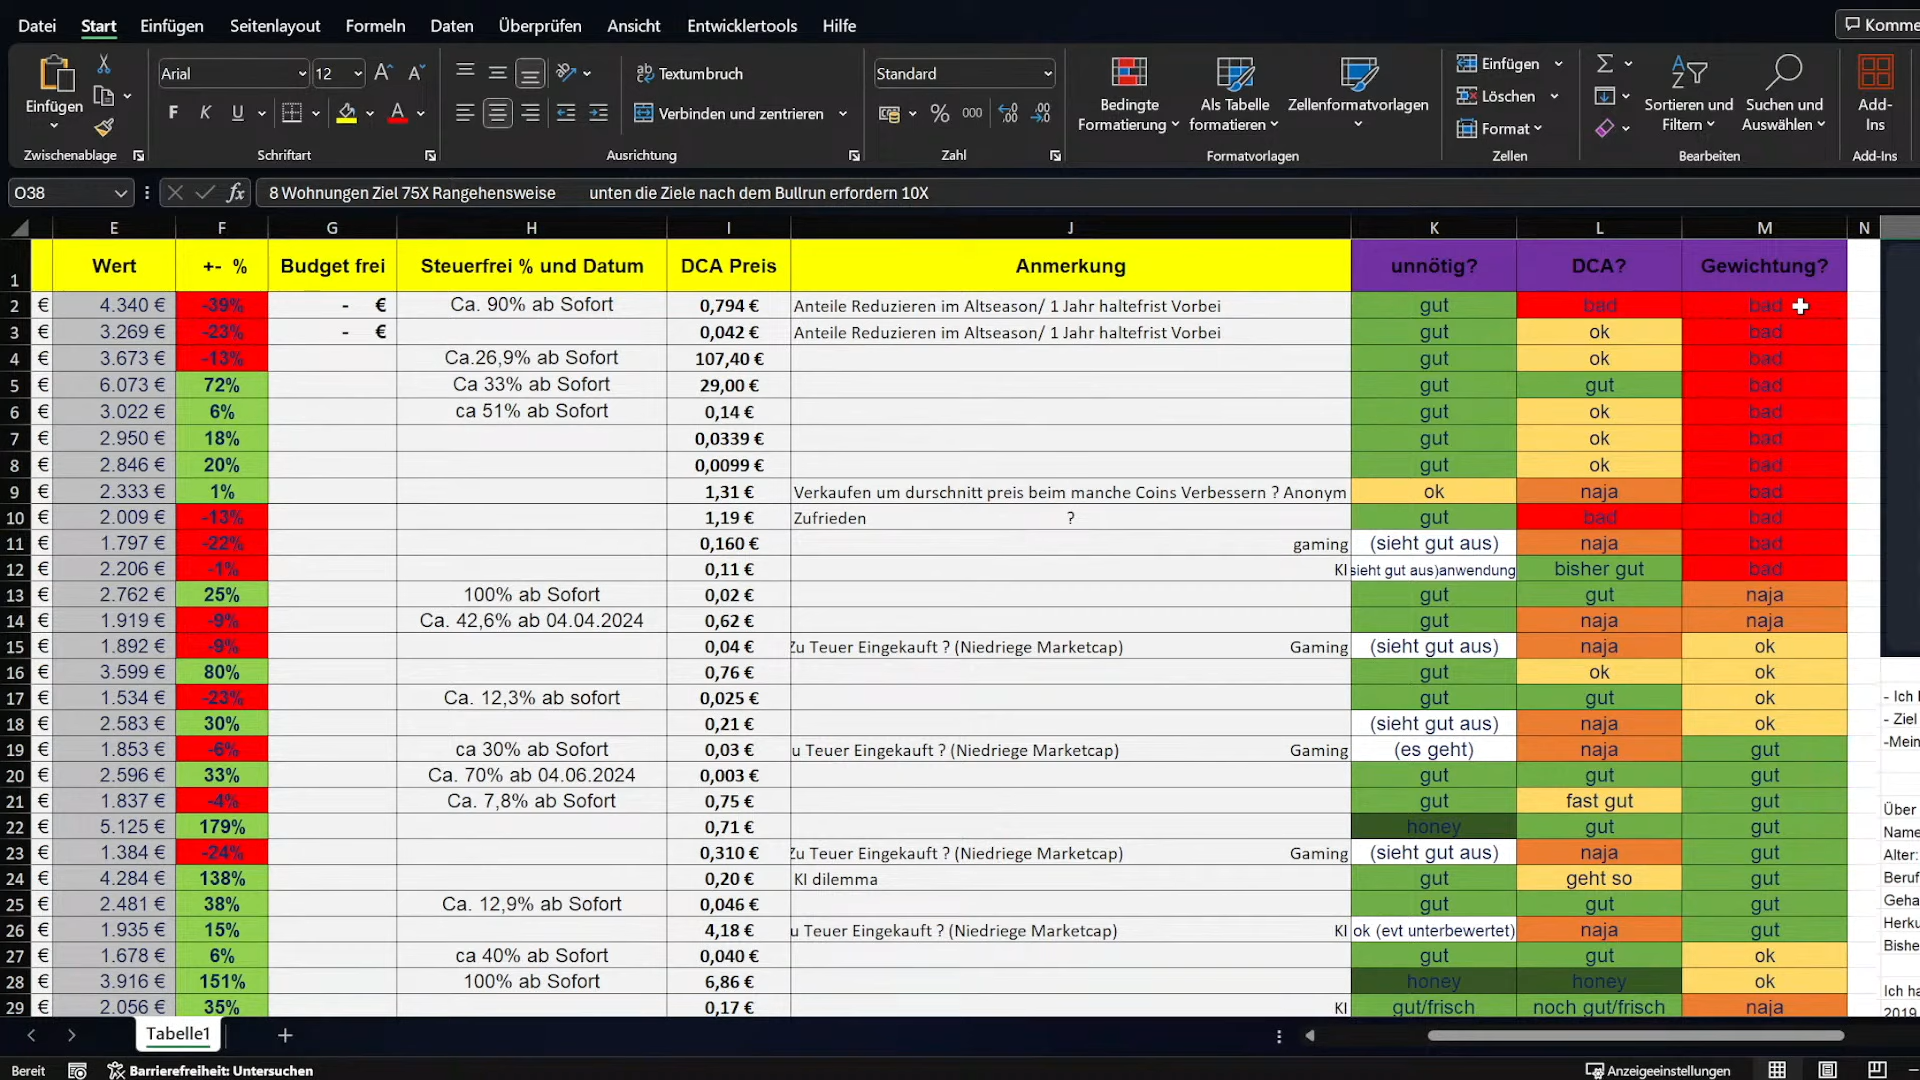 Datei Start Einfügen Seitenlayout Formeln Daten Überprüfen Ansicht Entwicklertools Hilfe
Einfügen Arial 12 Textumbruch Standard Bedingte Formatierung Als Tabelle formatieren Zellenformatvorlagen Einfügen Sortieren und Filtern Suchen und Auswählen Add-Ins
F K U Verbinden und zentrieren % 000 Löschen Format
Zwischenablage Schriftart Ausrichtung Zahl Formatvorlagen Zellen Bearbeiten Add-Ins
O38 fx 8 Wohnungen Ziel 75X Rangehensweise unten die Ziele nach dem Bullrun erfordern 10X
E F G H I J K L M N
1 Wert +- % Budget frei Steuerfrei % und Datum DCA Preis Anmerkung unnötig? DCA? Gewichtung?
2 € 4.340 € -39% - € Ca. 90% ab Sofort 0,794 € Anteile Reduzieren im Altseason/ 1 Jahr haltefrist Vorbei gut bad bad
3 € 3.269 € -23% - € 0,042 € Anteile Reduzieren im Altseason/ 1 Jahr haltefrist Vorbei gut ok bad
4 € 3.673 € -13% Ca.26,9% ab Sofort 107,40 € gut ok bad
5 € 6.073 € 72% Ca 33% ab Sofort 29,00 € gut gut bad
6 € 3.022 € 6% ca 51% ab Sofort 0,14 € gut ok bad
7 € 2.950 € 18% 0,0339 € gut ok bad
8 € 2.846 € 20% 0,0099 € gut ok bad
9 € 2.333 € 1% 1,31 € Verkaufen um durschnitt preis beim manche Coins Verbessern ? Anonym ok naja bad
10 € 2.009 € -13% 1,19 € Zufrieden ? gut bad bad
11 € 1.797 € -22% 0,160 € gaming (sieht gut aus) naja bad
12 € 2.206 € -1% 0,11 € KI sieht gut aus)anwendung bisher gut bad
13 € 2.762 € 25% 100% ab Sofort 0,02 € gut gut naja
14 € 1.919 € -9% Ca. 42,6% ab 04.04.2024 0,62 € gut naja naja
15 € 1.892 € -9% 0,04 € Zu Teuer Eingekauft ? (Niedriege Marketcap) Gaming (sieht gut aus) naja ok
16 € 3.599 € 80% 0,76 € gut ok ok
17 € 1.534 € -23% Ca. 12,3% ab sofort 0,025 € gut gut ok
18 € 2.583 € 30% 0,21 € (sieht gut aus) naja ok
19 € 1.853 € -6% ca 30% ab Sofort 0,03 € u Teuer Eingekauft ? (Niedriege Marketcap) Gaming (es geht) naja gut
20 € 2.596 € 33% Ca. 70% ab 04.06.2024 0,003 € gut gut gut
21 € 1.837 € -4% Ca. 7,8% ab Sofort 0,75 € gut fast gut gut
22 € 5.125 € 179% 0,71 € honey gut gut
23 € 1.384 € -24% 0,310 € Zu Teuer Eingekauft ? (Niedriege Marketcap) Gaming (sieht gut aus) naja gut
24 € 4.284 € 138% 0,20 € KI dilemma gut geht so gut
25 € 2.481 € 38% Ca. 12,9% ab Sofort 0,046 € gut gut gut
26 € 1.935 € 15% 4,18 € u Teuer Eingekauft ? (Niedriege Marketcap) KI ok (evt unterbewertet) naja gut
27 € 1.678 € 6% ca 40% ab Sofort 0,040 € gut gut ok
28 € 3.916 € 151% 100% ab Sofort 6,86 € honey honey ok
29 € 2.056 € 35% 0,17 € KI gut/frisch noch gut/frisch naja
- Ich
- Ziel
-Mein
Über
Name
Alter:
Beruf
Geha
Herku
Bishe
Ich ha
2019
Tabelle1
Bereit Barrierefreiheit: Untersuchen Anzeigeeinstellungen